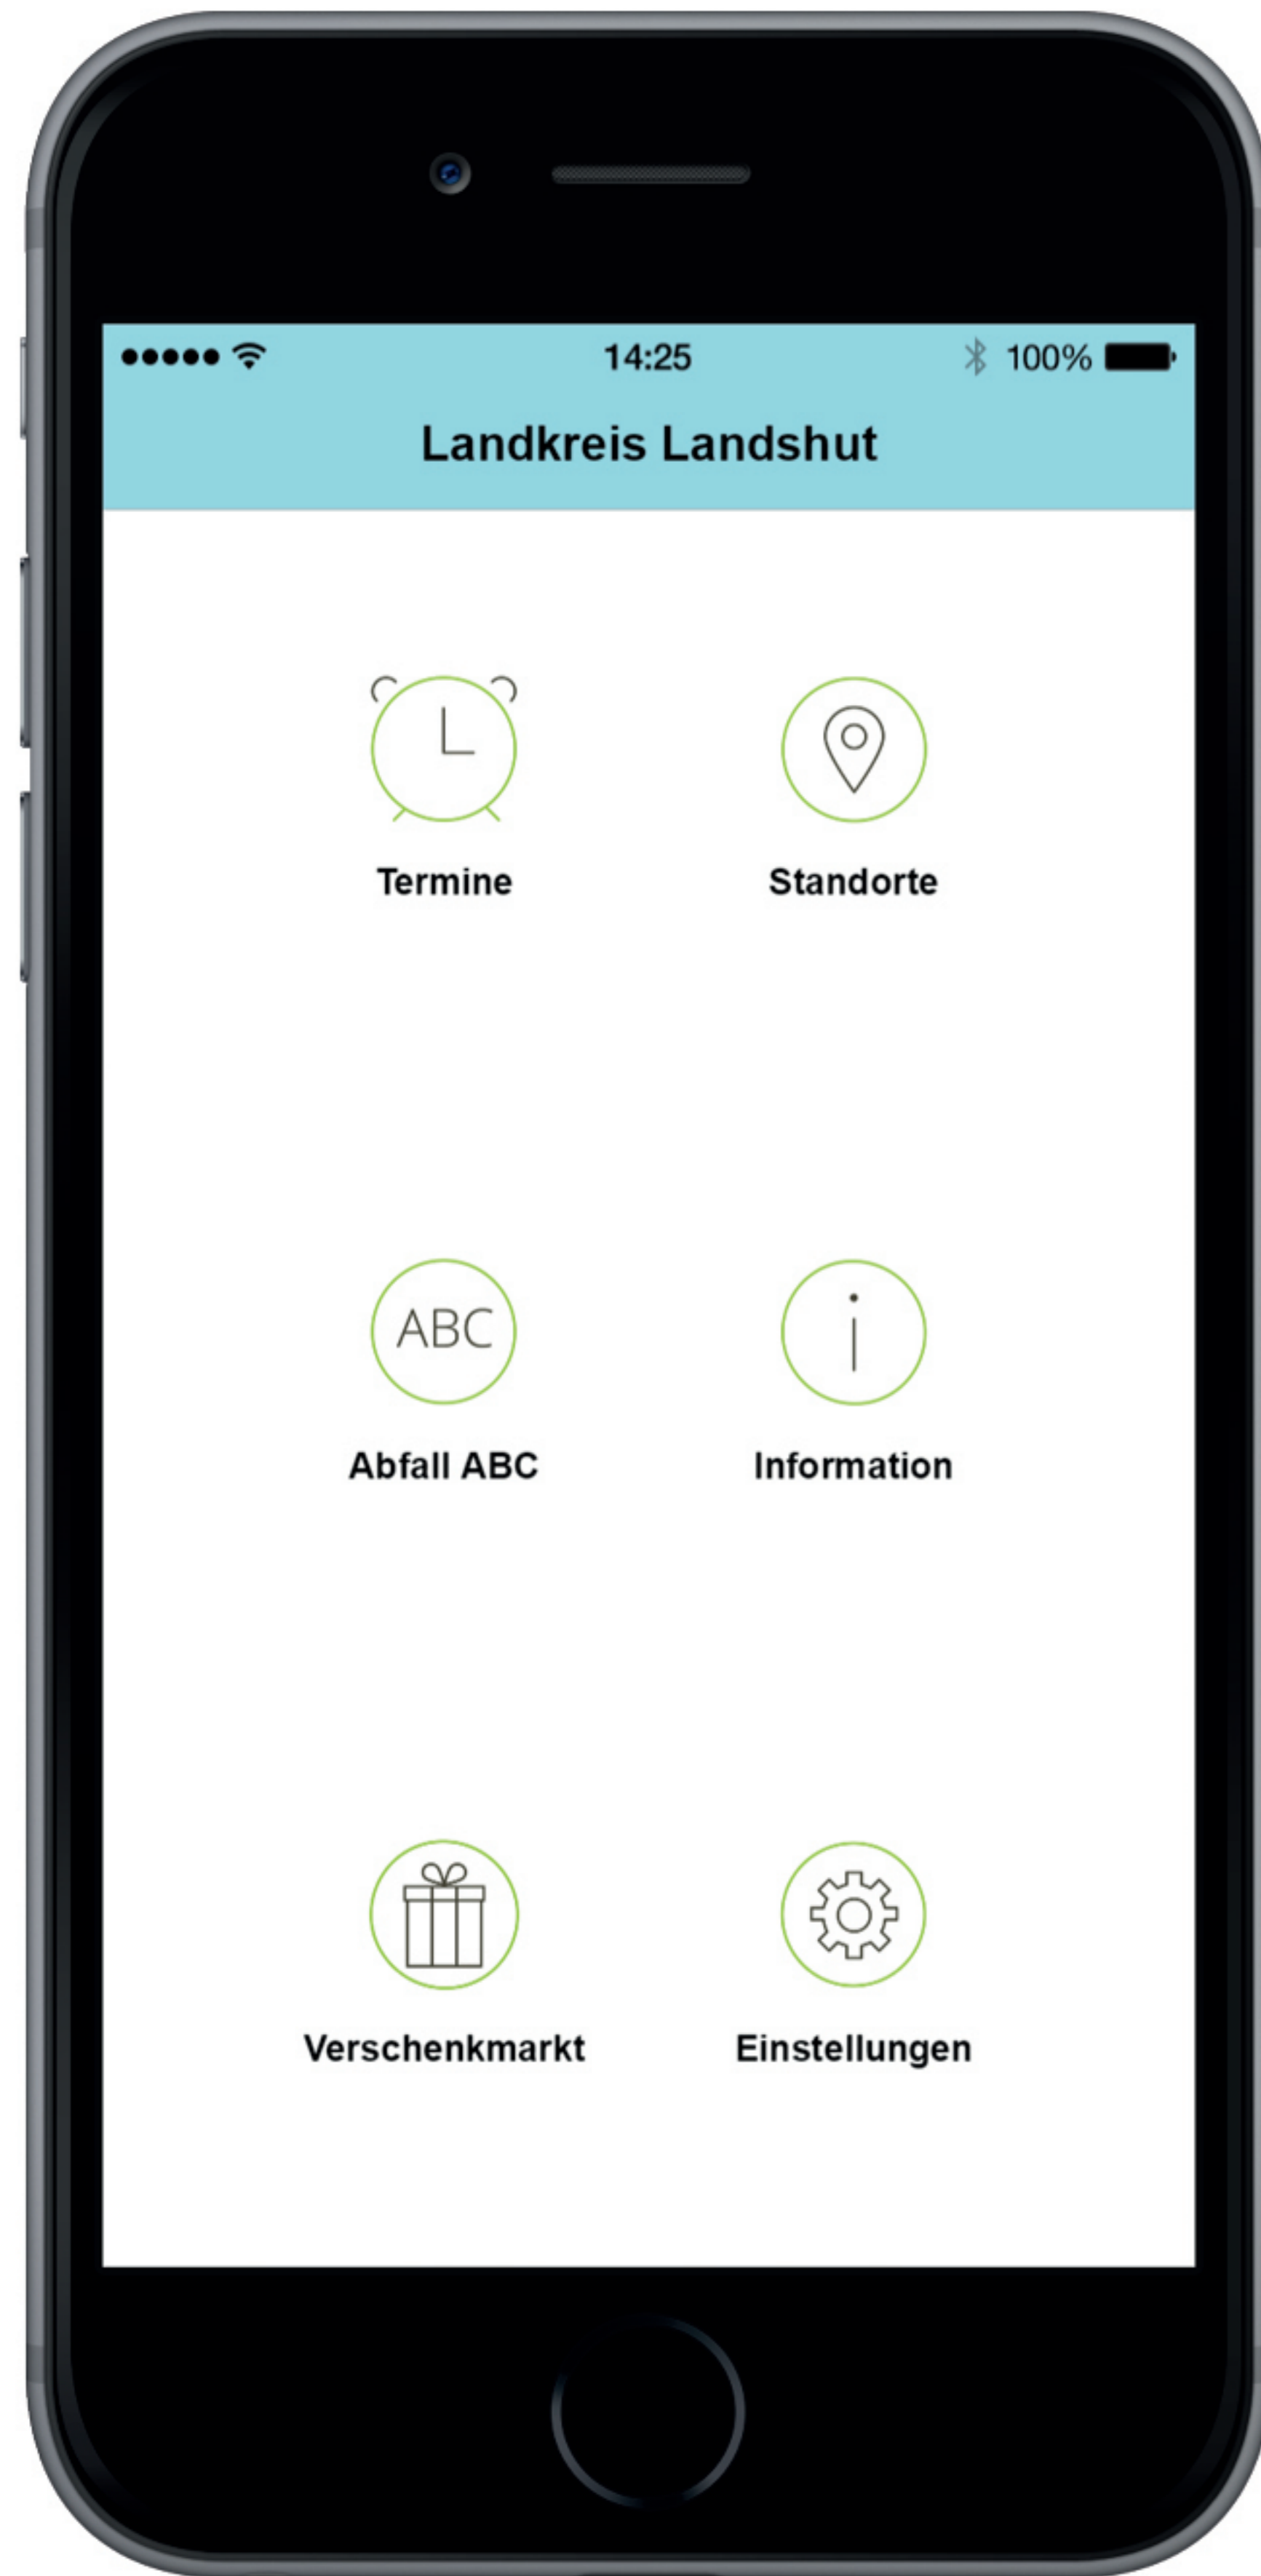 14:25 100%
Landkreis Landshut
Termine Standorte
ABC
Abfall ABC Information
Verschenkmarkt Einstellungen